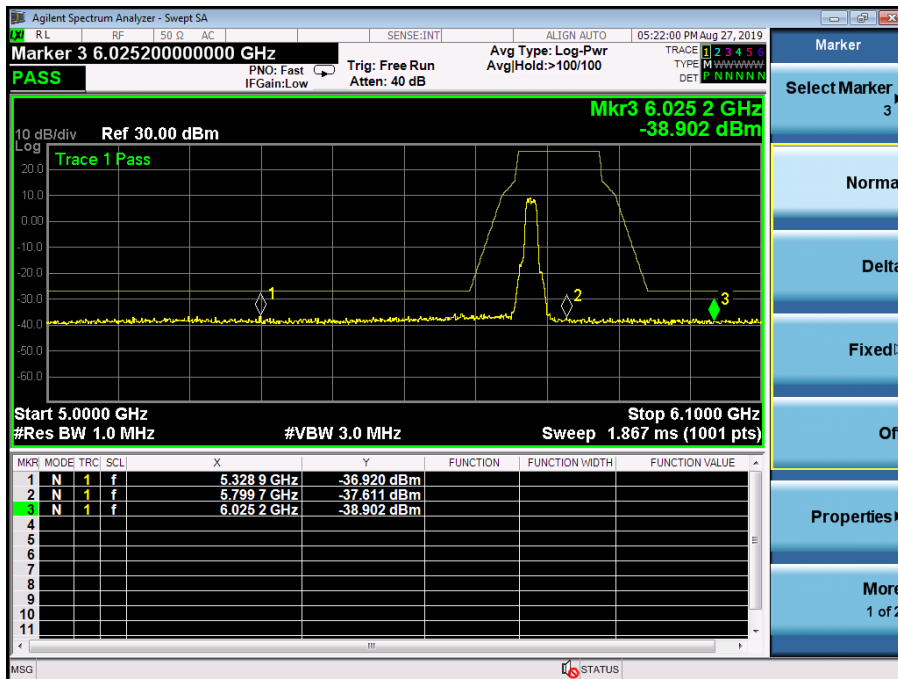 Agilent Spectrum Analyzer - Swept SA
LXI RL RF 50 Ω AC SENSE:INT ALIGN AUTO 05:22:00 PM Aug 27, 2019
Marker 3 6.025200000000 GHz
PASS
PNO: Fast
IFGain:Low
Trig: Free Run
Atten: 40 dB
Avg Type: Log-Pwr
Avg|Hold:>100/100
TRACE 1 2 3 4 5 6
TYPE M WWWWW
DET P N N N N N
Mkr3 6.025 2 GHz
-38.902 dBm
10 dB/div Ref 30.00 dBm
Log
Trace 1 Pass
20.0
10.0
0.00
-10.0
-20.0
-30.0
-40.0
-50.0
-60.0
1
2
3
Start 5.0000 GHz Stop 6.1000 GHz
#Res BW 1.0 MHz #VBW 3.0 MHz Sweep 1.867 ms (1001 pts)
MKR MODE TRC SCL X Y FUNCTION FUNCTION WIDTH FUNCTION VALUE
1 N 1 f 5.328 9 GHz -36.920 dBm
2 N 1 f 5.799 7 GHz -37.611 dBm
3 N 1 f 6.025 2 GHz -38.902 dBm
4
5
6
7
8
9
10
11
MSG STATUS
Marker
Select Marker
3
Norma
Delta
Fixed
Of
Properties
More
1 of 2